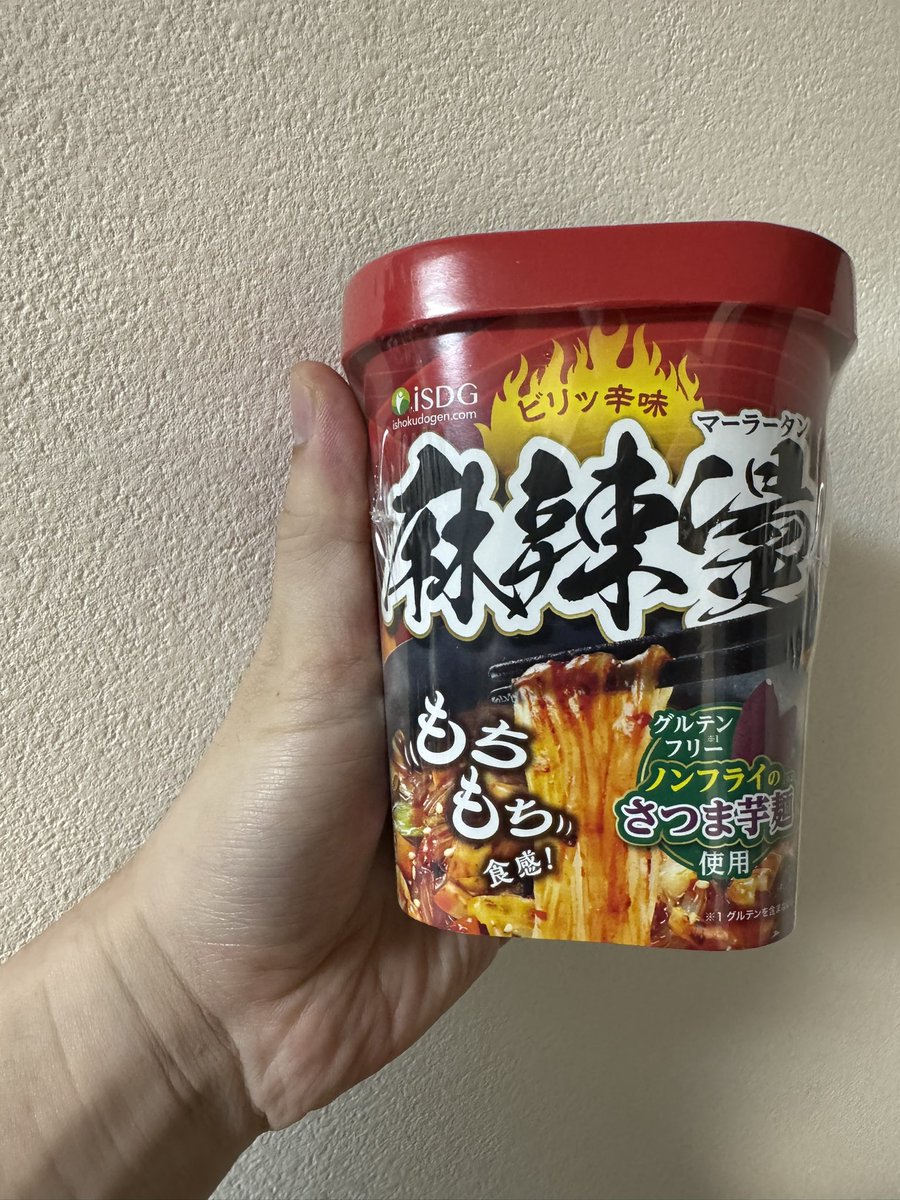 iSDG
ishokudogen.com
ビリッ辛味
マーラータン
麻辣湯
もち
もち
食感！
グルテン
フリー※1
ノンフライの
さつま芋麺
使用
※1 グルテンを含ま